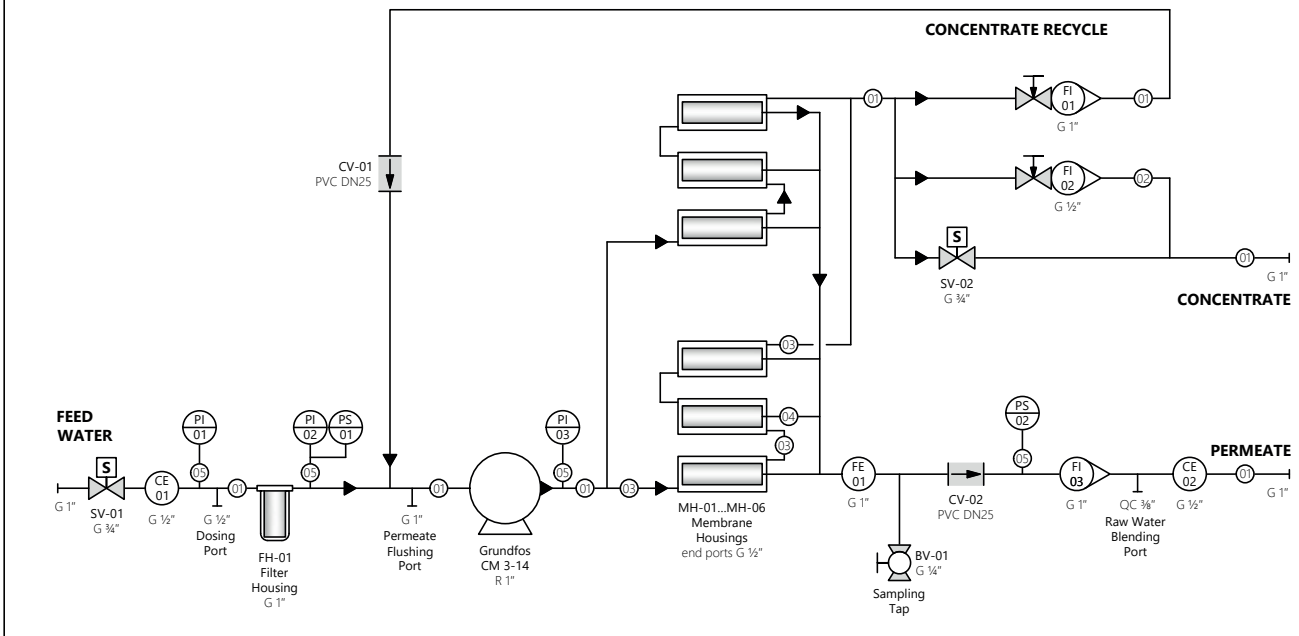 CONCENTRATE RECYCLE
01
FI
01
G 1"
01
CV-01
PVC DN25
FI
02
G ½"
02
S
SV-02
G ¾"
01
G 1"
CONCENTRATE
03
04
03
FEED
WATER
G 1"
S
SV-01
G ¾"
CE
01
G ½"
PI
01
05
G ½"
Dosing
Port
01
FH-01
Filter
Housing
G 1"
PI
02
PS
01
05
G 1"
Permeate
Flushing
Port
01
Grundfos
CM 3-14
R 1"
PI
03
05
01
03
MH-01...MH-06
Membrane
Housings
end ports G ½"
FE
01
G 1"
BV-01
G ¼"
Sampling
Tap
CV-02
PVC DN25
PS
02
05
FI
03
G 1"
QC ⅜"
Raw Water
Blending
Port
CE
02
G ½"
PERMEATE
01
G 1"